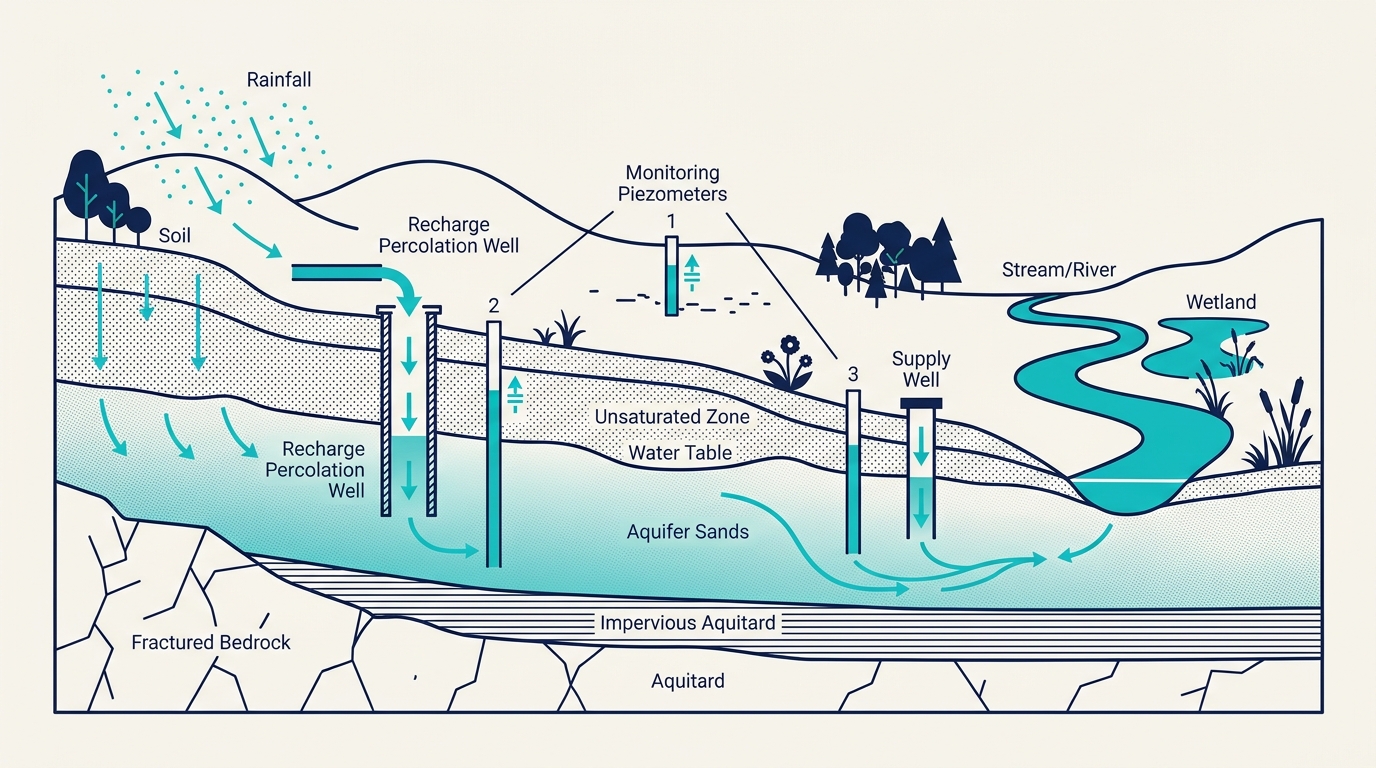 Rainfall
Monitoring
Piezometers
1
Recharge
Percolation Well
Soil
Stream/River
Wetland
2
Supply
Well
3
Unsaturated Zone
Water Table
Recharge
Percolation
Well
Aquifer Sands
Impervious Aquitard
Fractured Bedrock
Aquitard